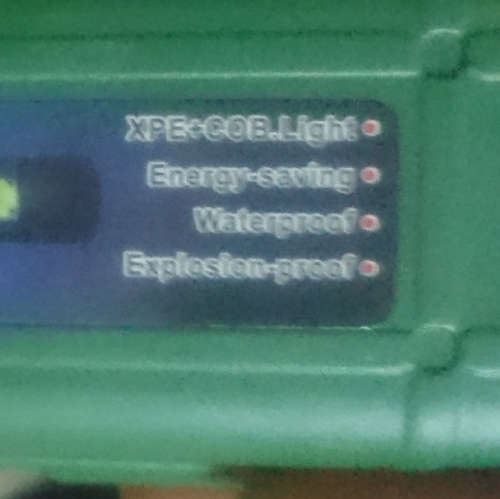 XPE+COB.Light
Energy-saving
Waterproof
Explosion-proof